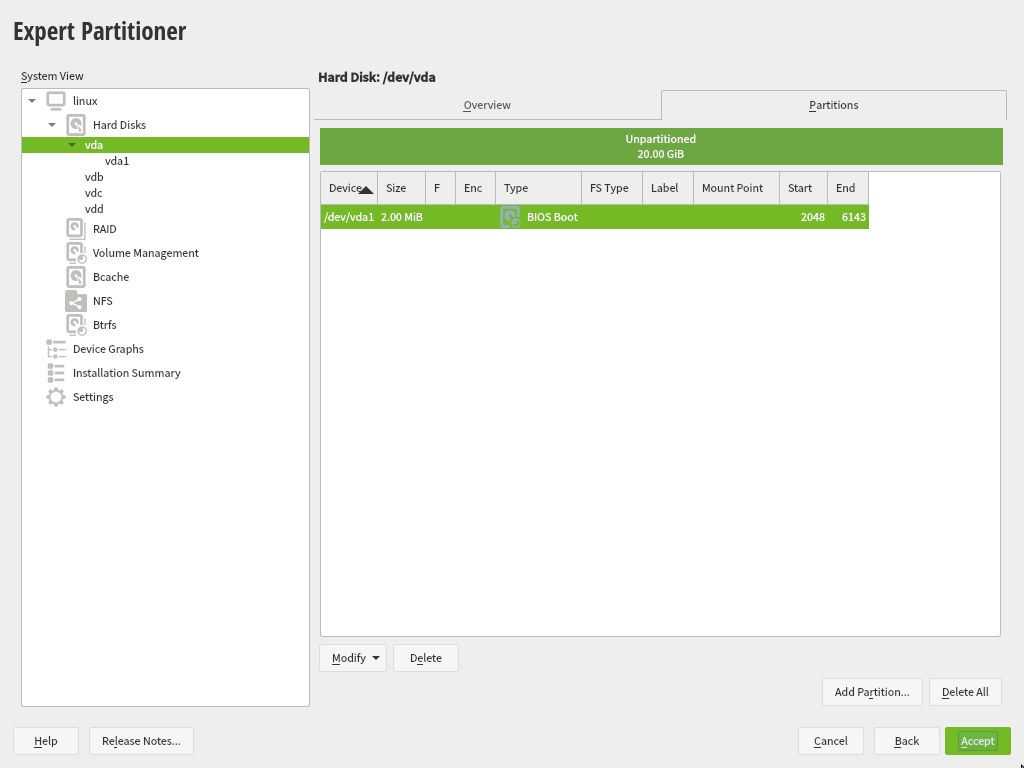 Expert Partitioner
System View
linux
Hard Disks
vda
vda1
vdb
vdc
vdd
RAID
Volume Management
Bcache
NFS
Btrfs
Device Graphs
Installation Summary
Settings
Hard Disk: /dev/vda
Overview Partitions
Unpartitioned
20.00 GiB
Device Size F Enc Type FS Type Label Mount Point Start End
/dev/vda1 2.00 MiB BIOS Boot 2048 6143
Modify Delete
Add Partition... Delete All
Help Release Notes... Cancel Back Accept